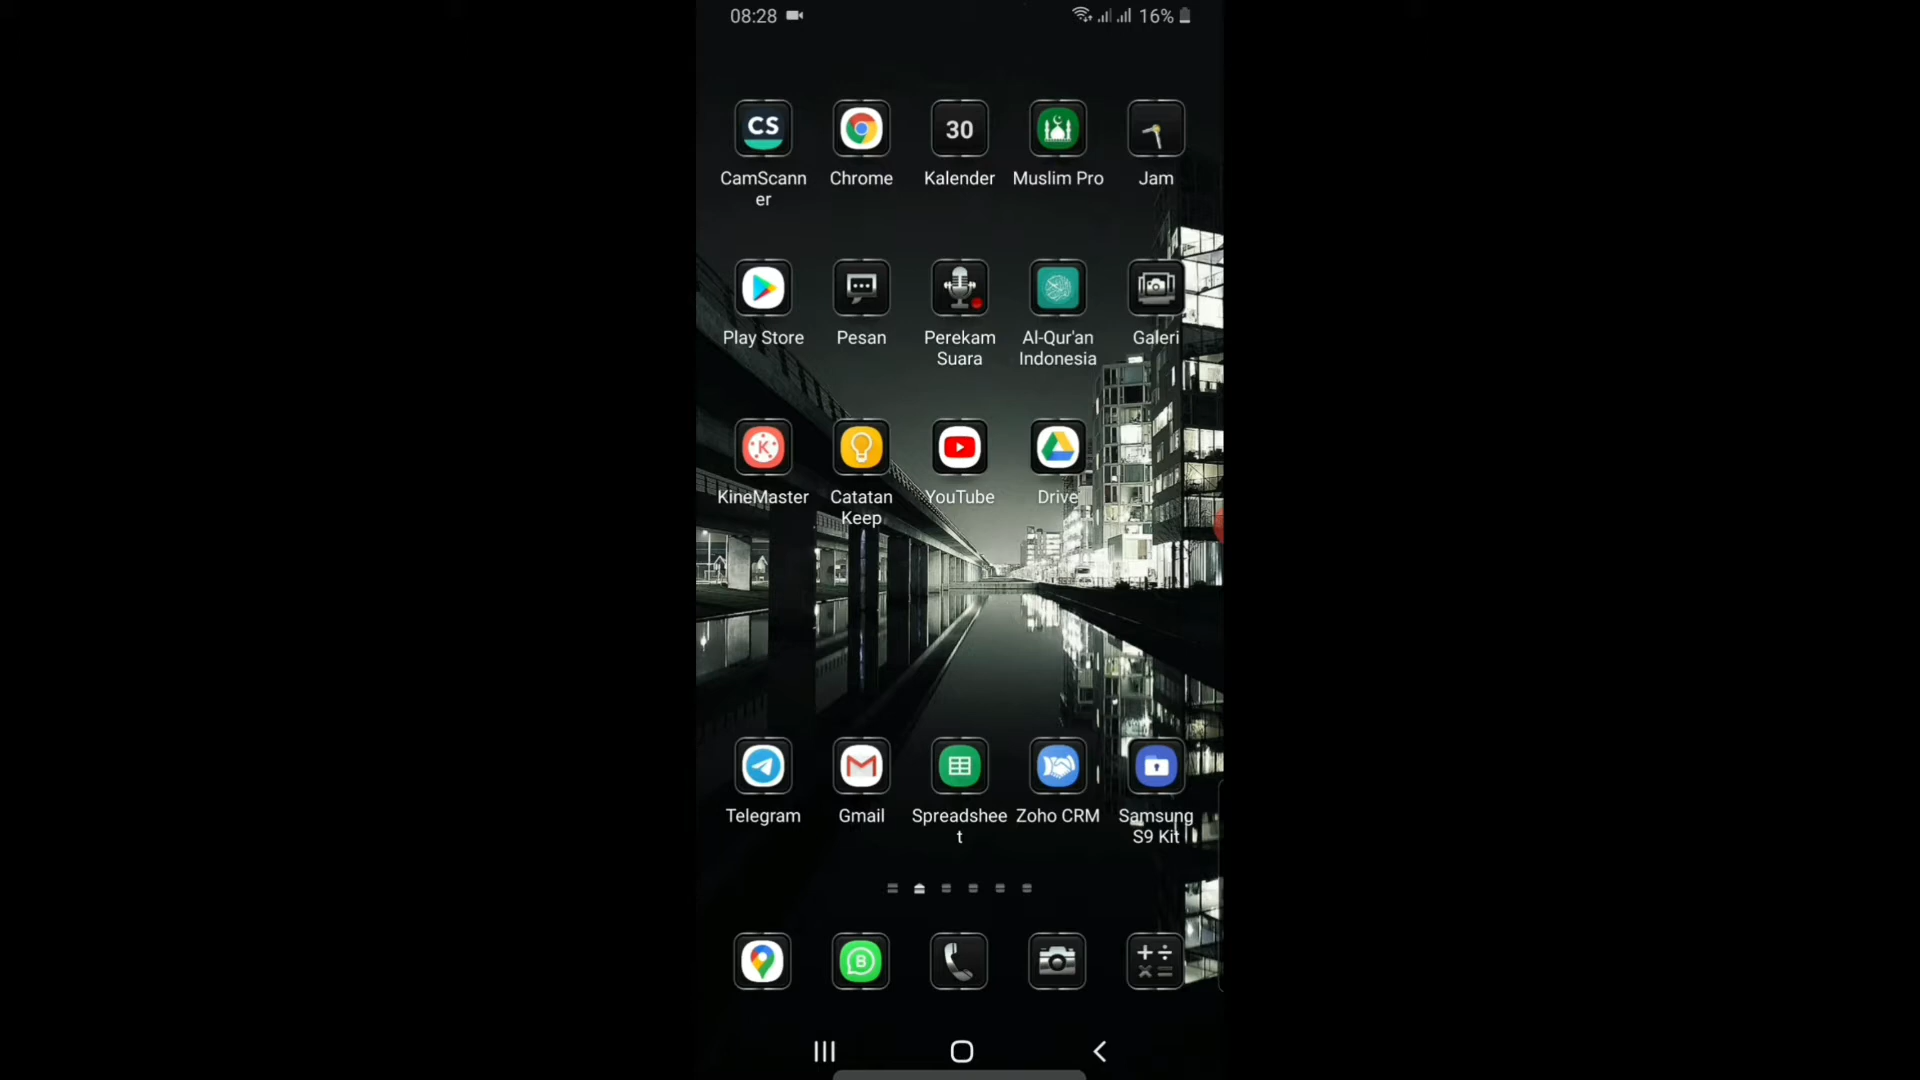 08:28
16%
CS
30
CamScann
er
Chrome
Kalender
Muslim Pro
Jam
Play Store
Pesan
Perekam
Suara
Al-Qur'an
Indonesia
Galeri
K
KineMaster
Catatan
Keep
YouTube
Drive
Telegram
Gmail
Spreadshee
t
Zoho CRM
Samsung
S9 Kit
B